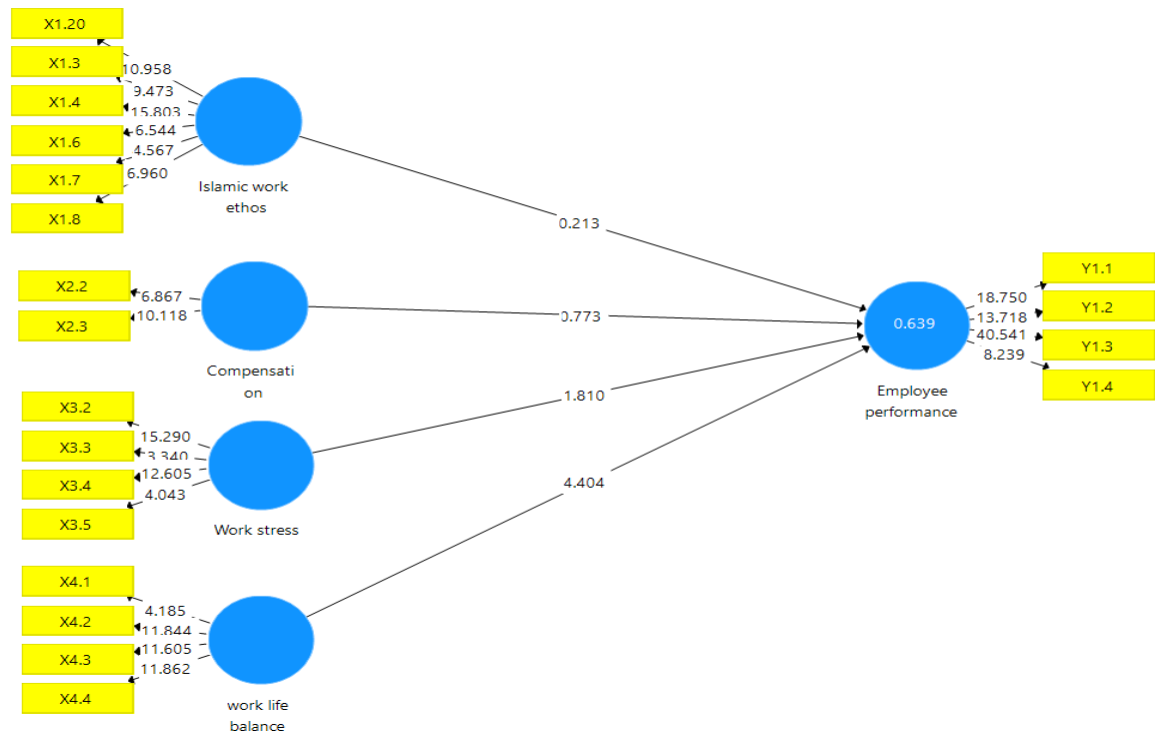 X1.20
X1.3
X1.4
X1.6
X1.7
X1.8
10.958
9.473
15.803
6.544
4.567
6.960
Islamic work
ethos
X2.2
X2.3
6.867
10.118
Compensati
on
X3.2
X3.3
X3.4
X3.5
15.290
3.340
12.605
4.043
Work stress
X4.1
X4.2
X4.3
X4.4
4.185
11.844
11.605
11.862
work life
balance
0.213
0.773
1.810
4.404
0.639
Employee
performance
18.750
13.718
40.541
8.239
Y1.1
Y1.2
Y1.3
Y1.4